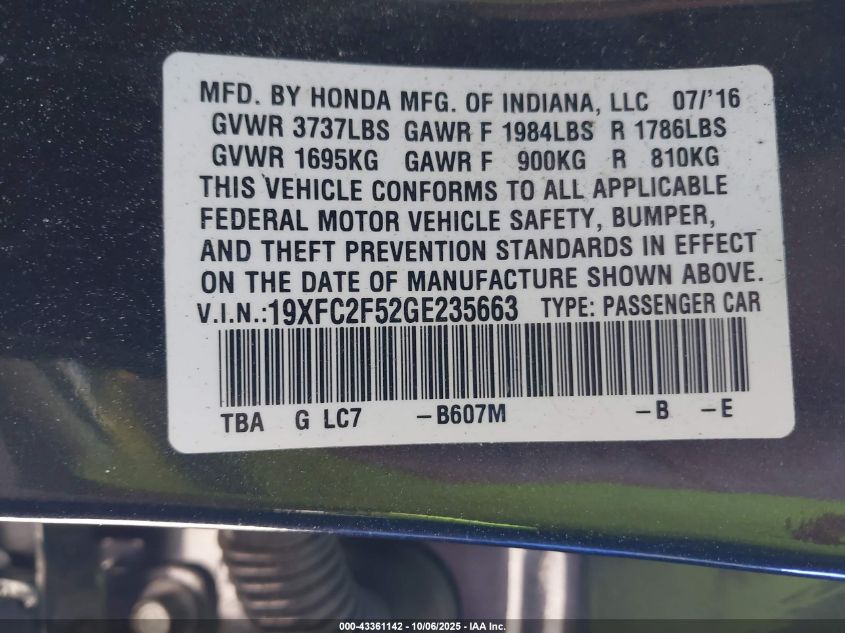 MFD. BY HONDA MFG. OF INDIANA, LLC 07/'16
GVWR 3737LBS GAWR F 1984LBS R 1786LBS
GVWR 1695KG GAWR F 900KG R 810KG
THIS VEHICLE CONFORMS TO ALL APPLICABLE
FEDERAL MOTOR VEHICLE SAFETY, BUMPER,
AND THEFT PREVENTION STANDARDS IN EFFECT
ON THE DATE OF MANUFACTURE SHOWN ABOVE.
V.I.N.:19XFC2F52GE235663 TYPE: PASSENGER CAR
TBA G LC7 -B607M -B -E
000-43361142 - 10/06/2025 - IAA Inc.